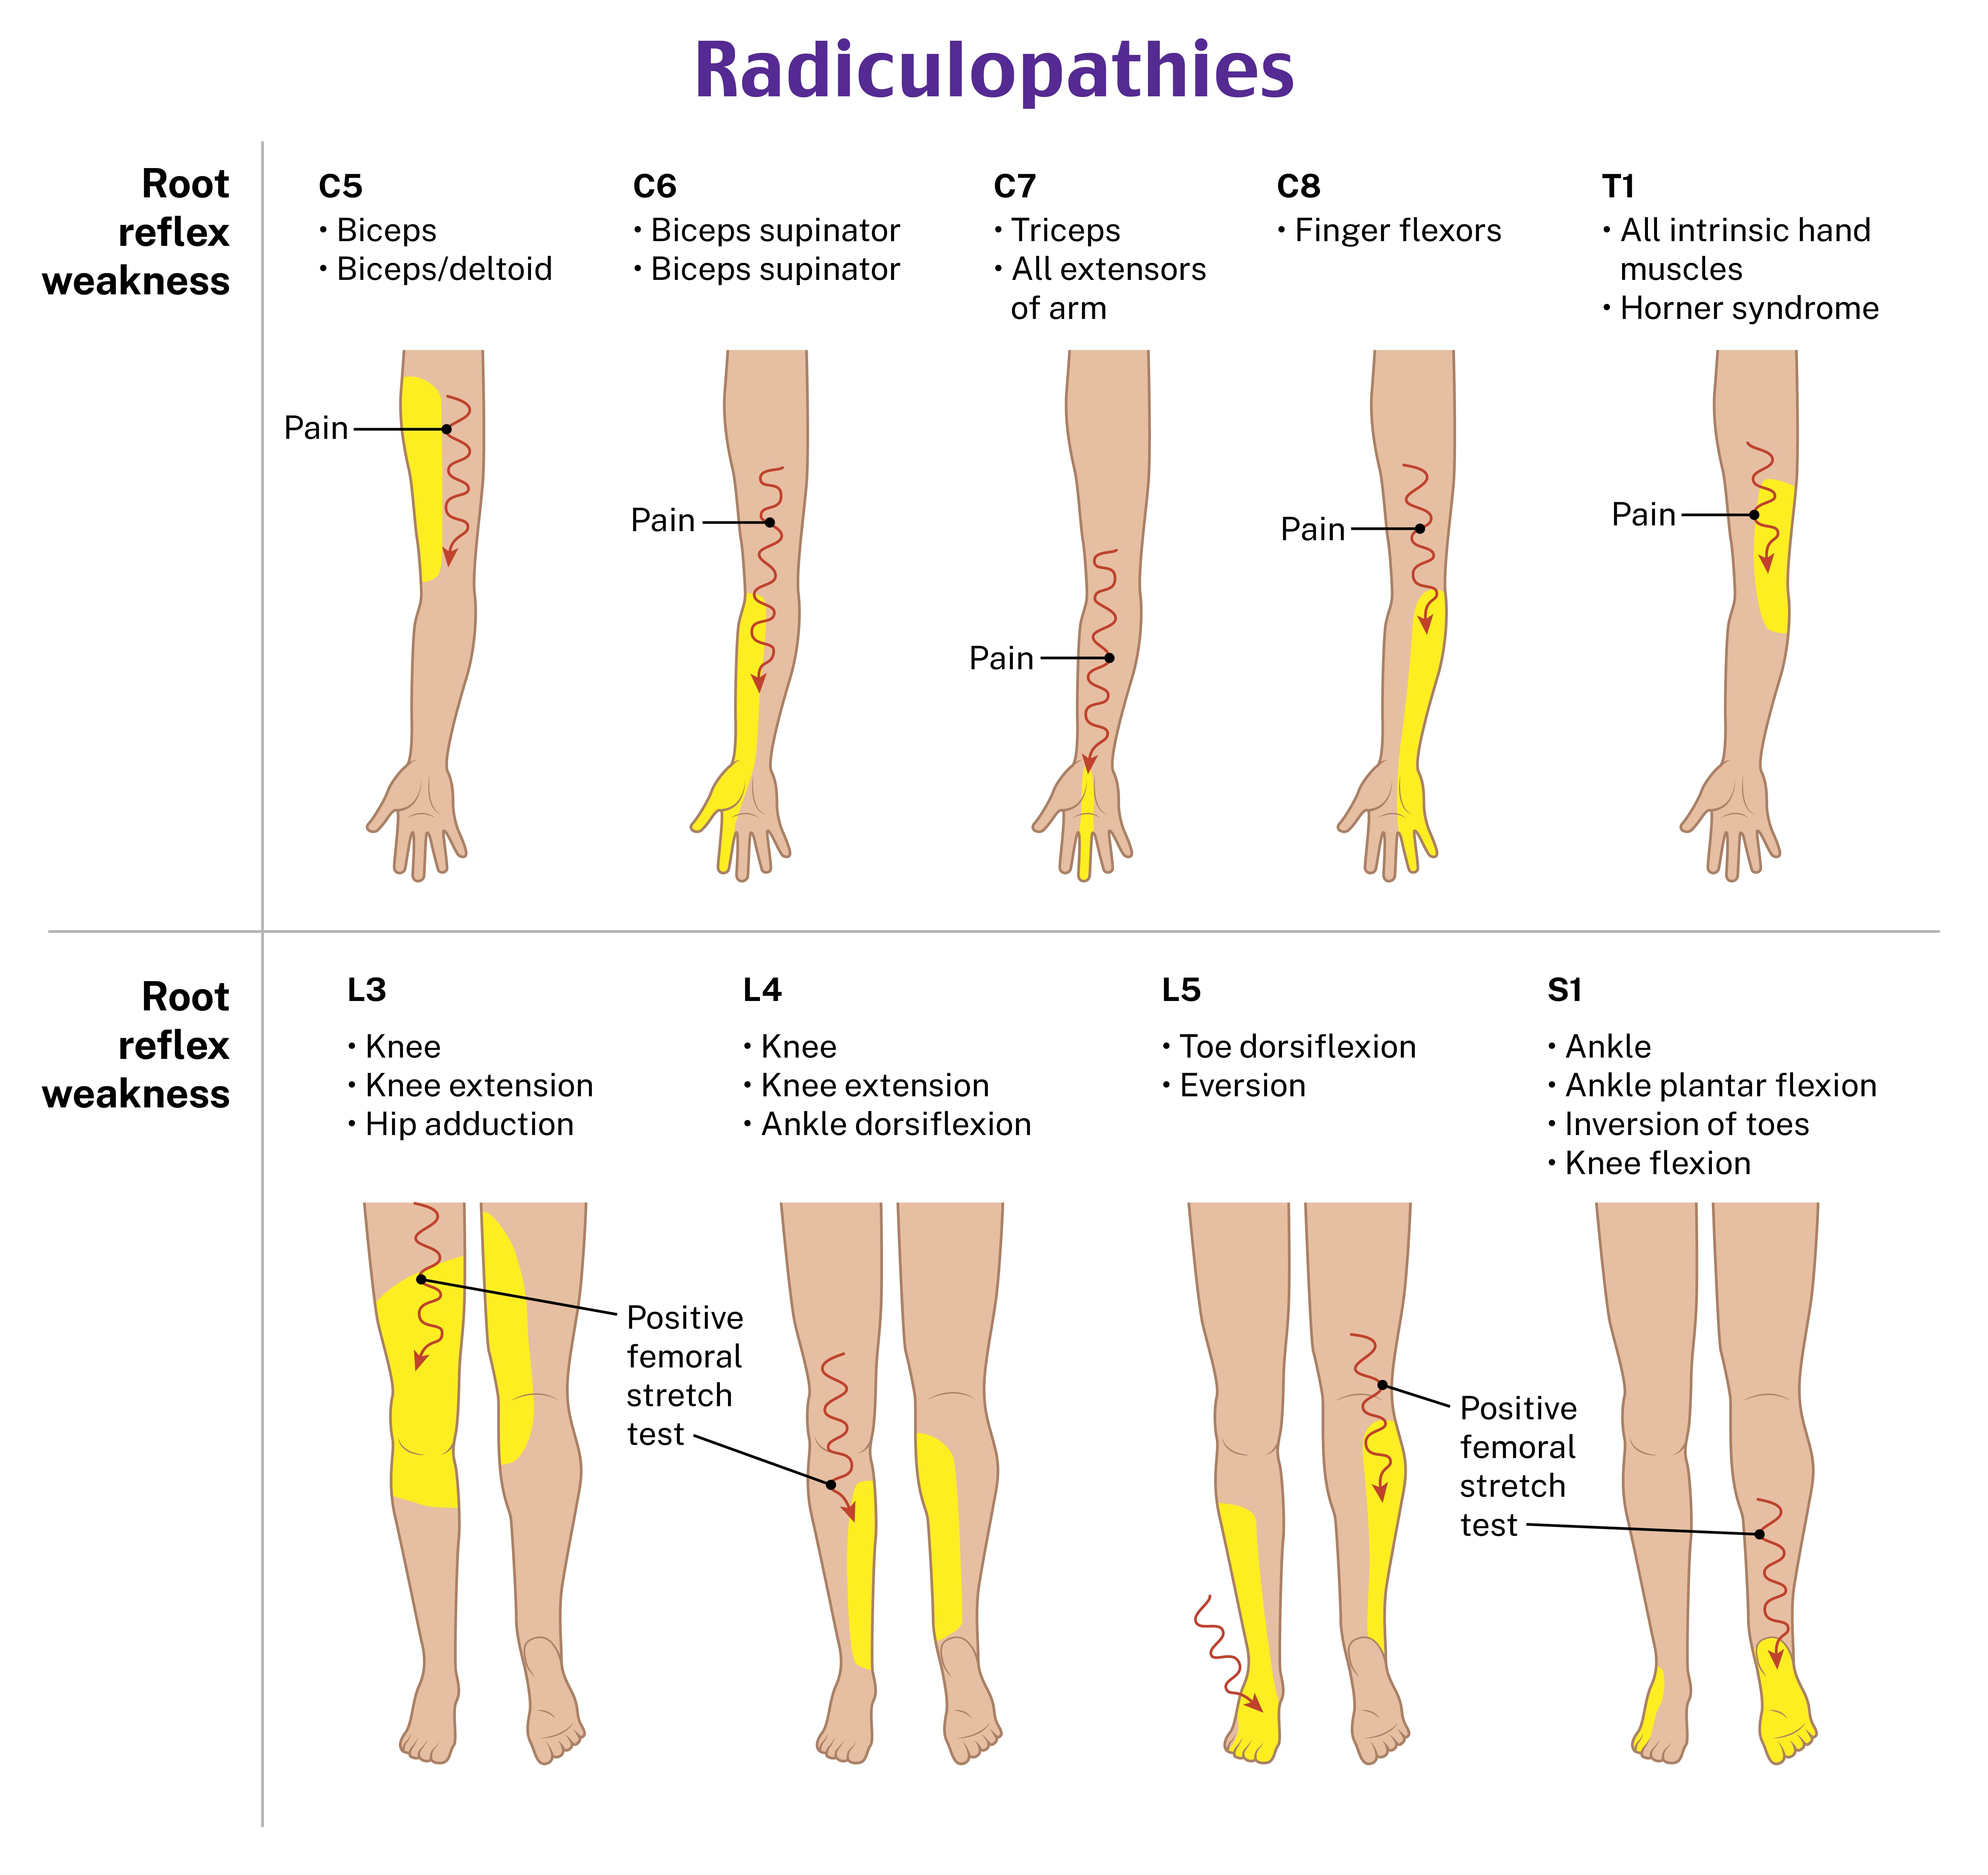 Radiculopathies
Root
reflex
weakness
C5
• Biceps
• Biceps/deltoid
C6
• Biceps supinator
• Biceps supinator
C7
• Triceps
• All extensors
of arm
C8
• Finger flexors
T1
• All intrinsic hand
muscles
• Horner syndrome
Pain
Pain
Pain
Pain
Pain
Root
reflex
weakness
L3
• Knee
• Knee extension
• Hip adduction
L4
• Knee
• Knee extension
• Ankle dorsiflexion
L5
• Toe dorsiflexion
• Eversion
S1
• Ankle
• Ankle plantar flexion
• Inversion of toes
• Knee flexion
Positive
femoral
stretch
test
Positive
femoral
stretch
test